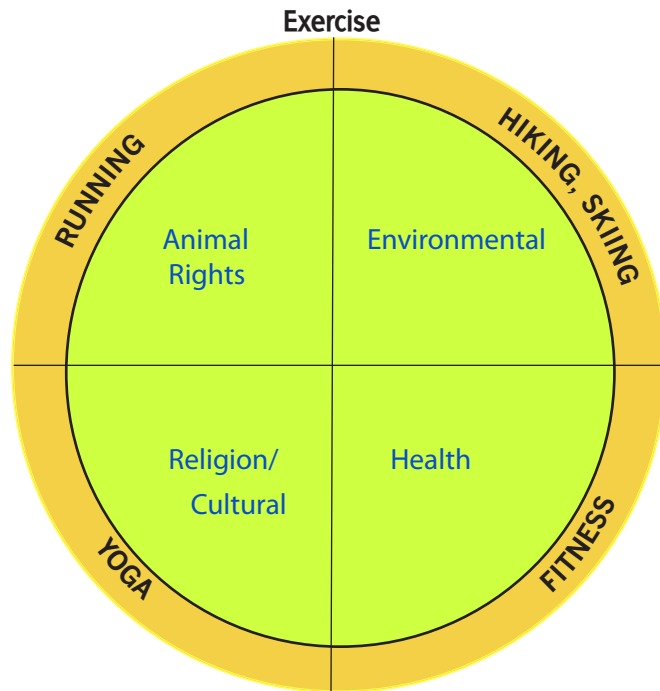 Exercise
RUNNING
HIKING, SKIING
Animal
Rights
Environmental
Religion/
Cultural
Health
YOGA
FITNESS